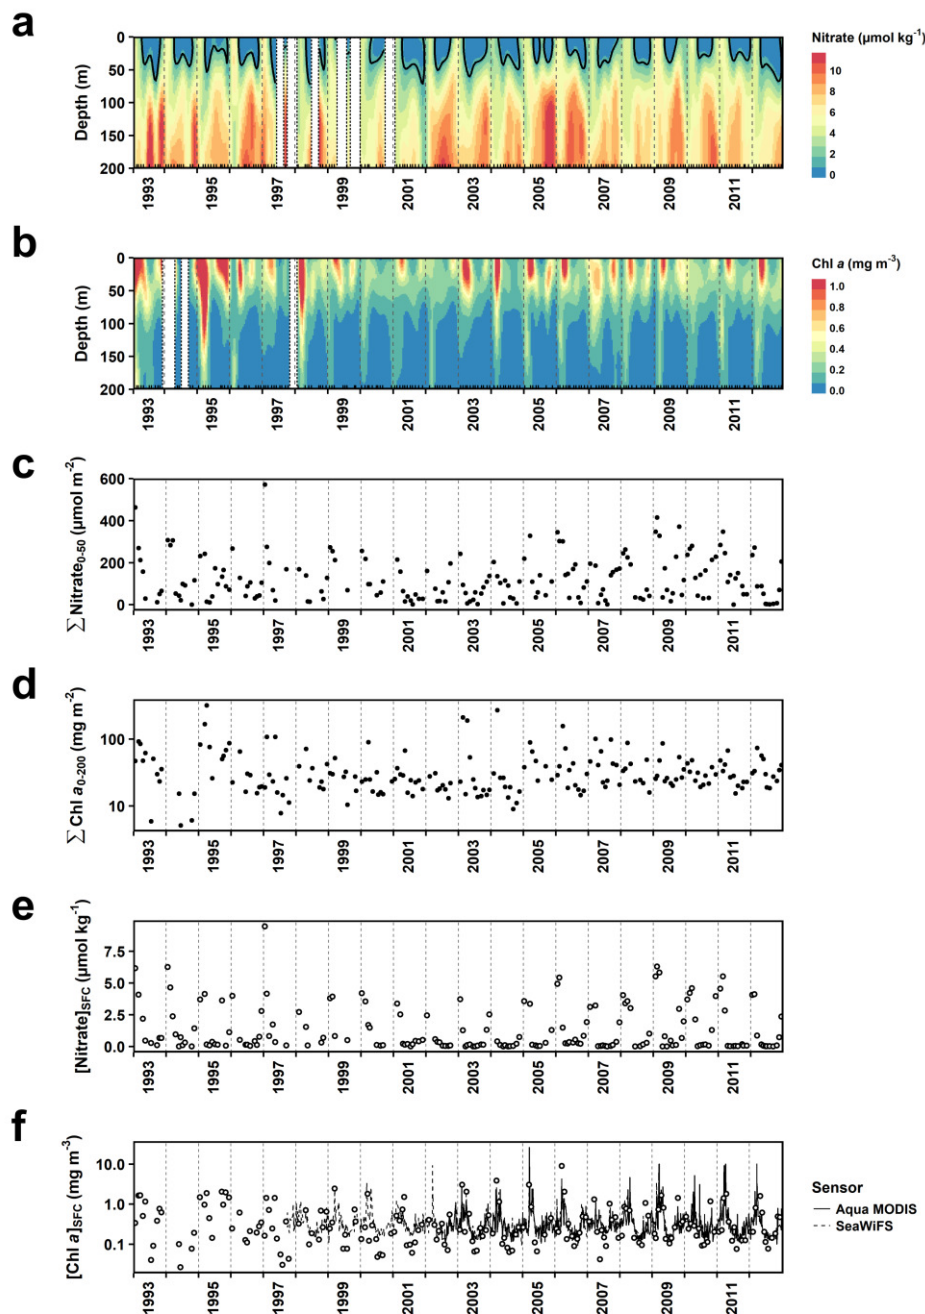 a
Nitrate (µmol kg⁻¹)
Depth (m)
0
50
100
150
200
10
8
6
4
2
0
1993 1995 1997 1999 2001 2003 2005 2007 2009 2011
b
Chl a (mg m⁻³)
Depth (m)
0
50
100
150
200
1.0
0.8
0.6
0.4
0.2
0.0
1993 1995 1997 1999 2001 2003 2005 2007 2009 2011
c
∑ Nitrate₀₋₅₀ (µmol m⁻²)
600
400
200
0
1993 1995 1997 1999 2001 2003 2005 2007 2009 2011
d
∑ Chl a₀₋₂₀₀ (mg m⁻²)
100
10
1993 1995 1997 1999 2001 2003 2005 2007 2009 2011
e
[Nitrate]SFC (µmol kg⁻¹)
7.5
5.0
2.5
0.0
1993 1995 1997 1999 2001 2003 2005 2007 2009 2011
f
[Chl a]SFC (mg m⁻³)
10.0
1.0
0.1
1993 1995 1997 1999 2001 2003 2005 2007 2009 2011
Sensor
Aqua MODIS
SeaWiFS